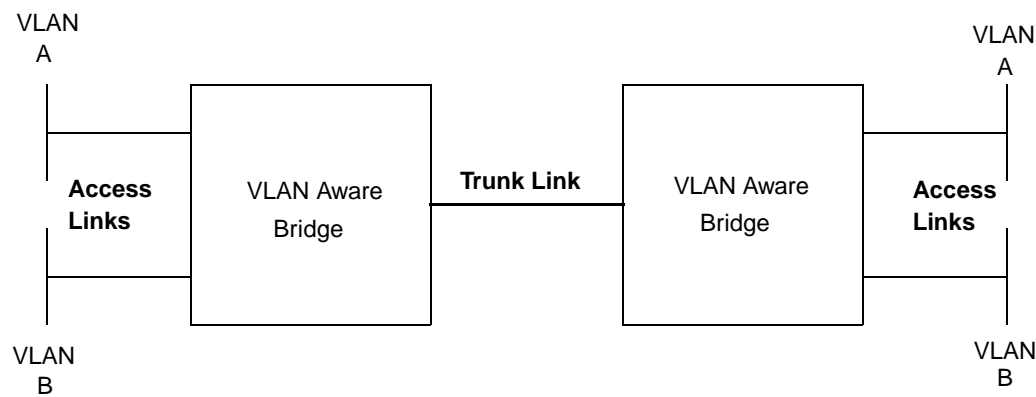 VLAN
A
VLAN
A
Access
Links
VLAN Aware
Bridge
Trunk Link
VLAN Aware
Bridge
Access
Links
VLAN
B
VLAN
B